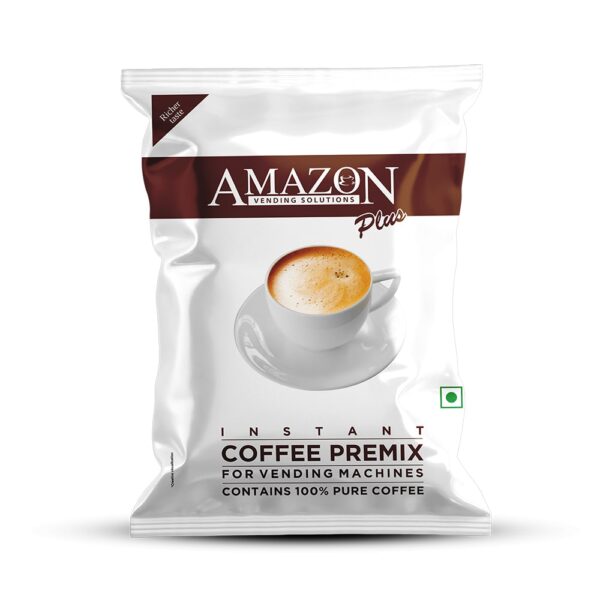 Richer
taste
AMAZON
VENDING SOLUTIONS
Plus
INSTANT
COFFEE PREMIX
FOR VENDING MACHINES
CONTAINS 100% PURE COFFEE